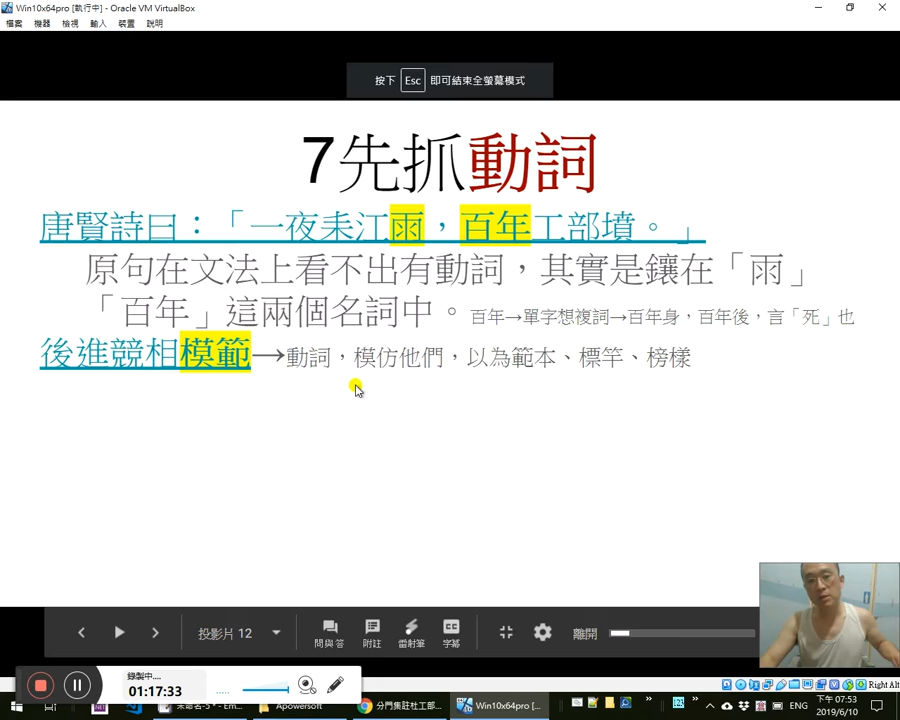 Win10x64pro [執行中] - Oracle VM VirtualBox
檔案 機器 檢視 輸入 裝置 說明
按下 Esc 即可結束全螢幕模式
7先抓動詞
唐賢詩曰：「一夜耒江雨，百年工部墳。」
原句在文法上看不出有動詞，其實是鑲在「雨」
「百年」這兩個名詞中。百年→單字想複詞→百年身，百年後，言「死」也
後進競相模範→動詞，模仿他們，以為範本、標竿、榜樣
投影片 12
問與答 附註 雷射筆 字幕
離開
錄製中....
01:17:33
Right Alt
未命名-5 * - Em...
Apowersoft
分門集註杜工部...
Win10x64pro [...
ENG
下午 07:53
2019/6/10